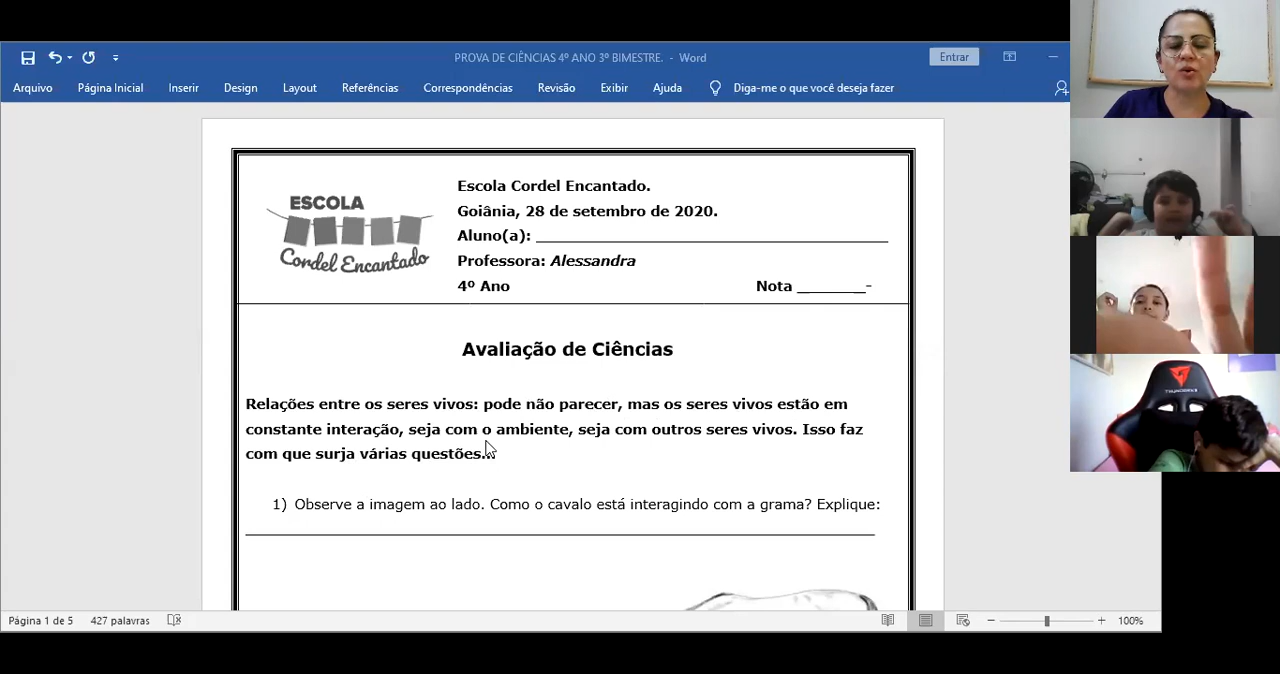 PROVA DE CIÊNCIAS 4º ANO 3º BIMESTRE. - Word
Entrar
Arquivo Página Inicial Inserir Design Layout Referências Correspondências Revisão Exibir Ajuda Diga-me o que você deseja fazer
ESCOLA
Cordel Encantado
Escola Cordel Encantado.
Goiânia, 28 de setembro de 2020.
Aluno(a): ______________________________________________
Professora: Alessandra
4º Ano Nota ________-
Avaliação de Ciências
Relações entre os seres vivos: pode não parecer, mas os seres vivos estão em
constante interação, seja com o ambiente, seja com outros seres vivos. Isso faz
com que surja várias questões...
1) Observe a imagem ao lado. Como o cavalo está interagindo com a grama? Explique:
Página 1 de 5 427 palavras 100%